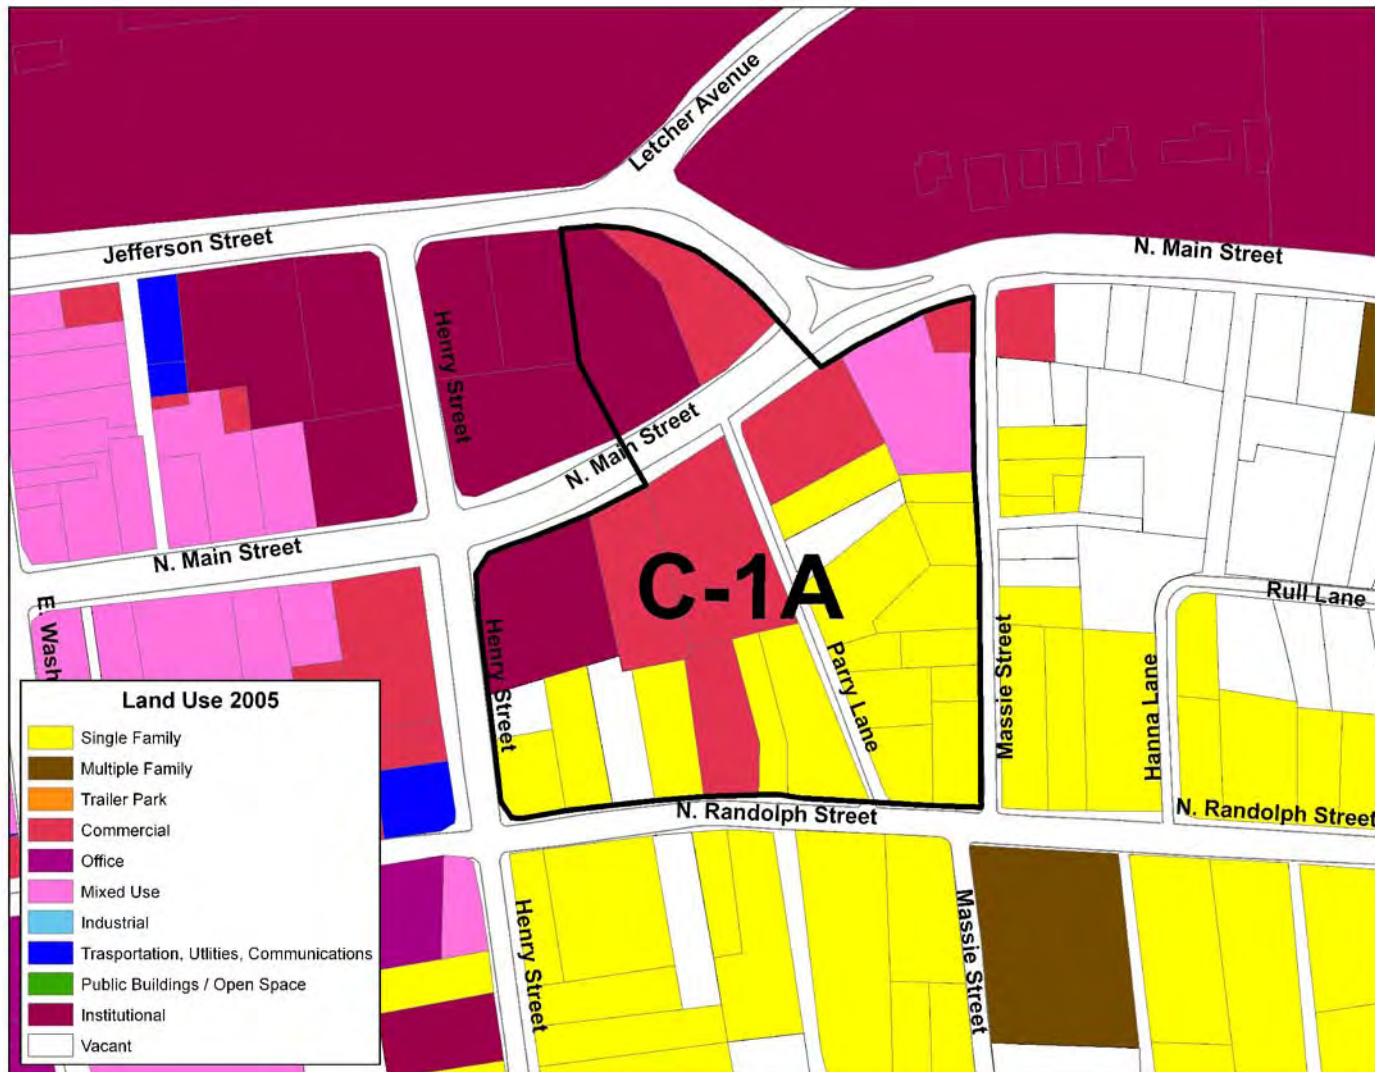 Letcher Avenue
Jefferson Street
N. Main Street
Henry Street
N. Main Street
N. Main Street
C-1A
E. Wash
Henry Street
Parry Lane
Massie Street
Hanna Lane
Rull Lane
N. Randolph Street
N. Randolph Street
Henry Street
Massie Street
Land Use 2005
Single Family
Multiple Family
Trailer Park
Commercial
Office
Mixed Use
Industrial
Trasportation, Utlities, Communications
Public Buildings / Open Space
Institutional
Vacant